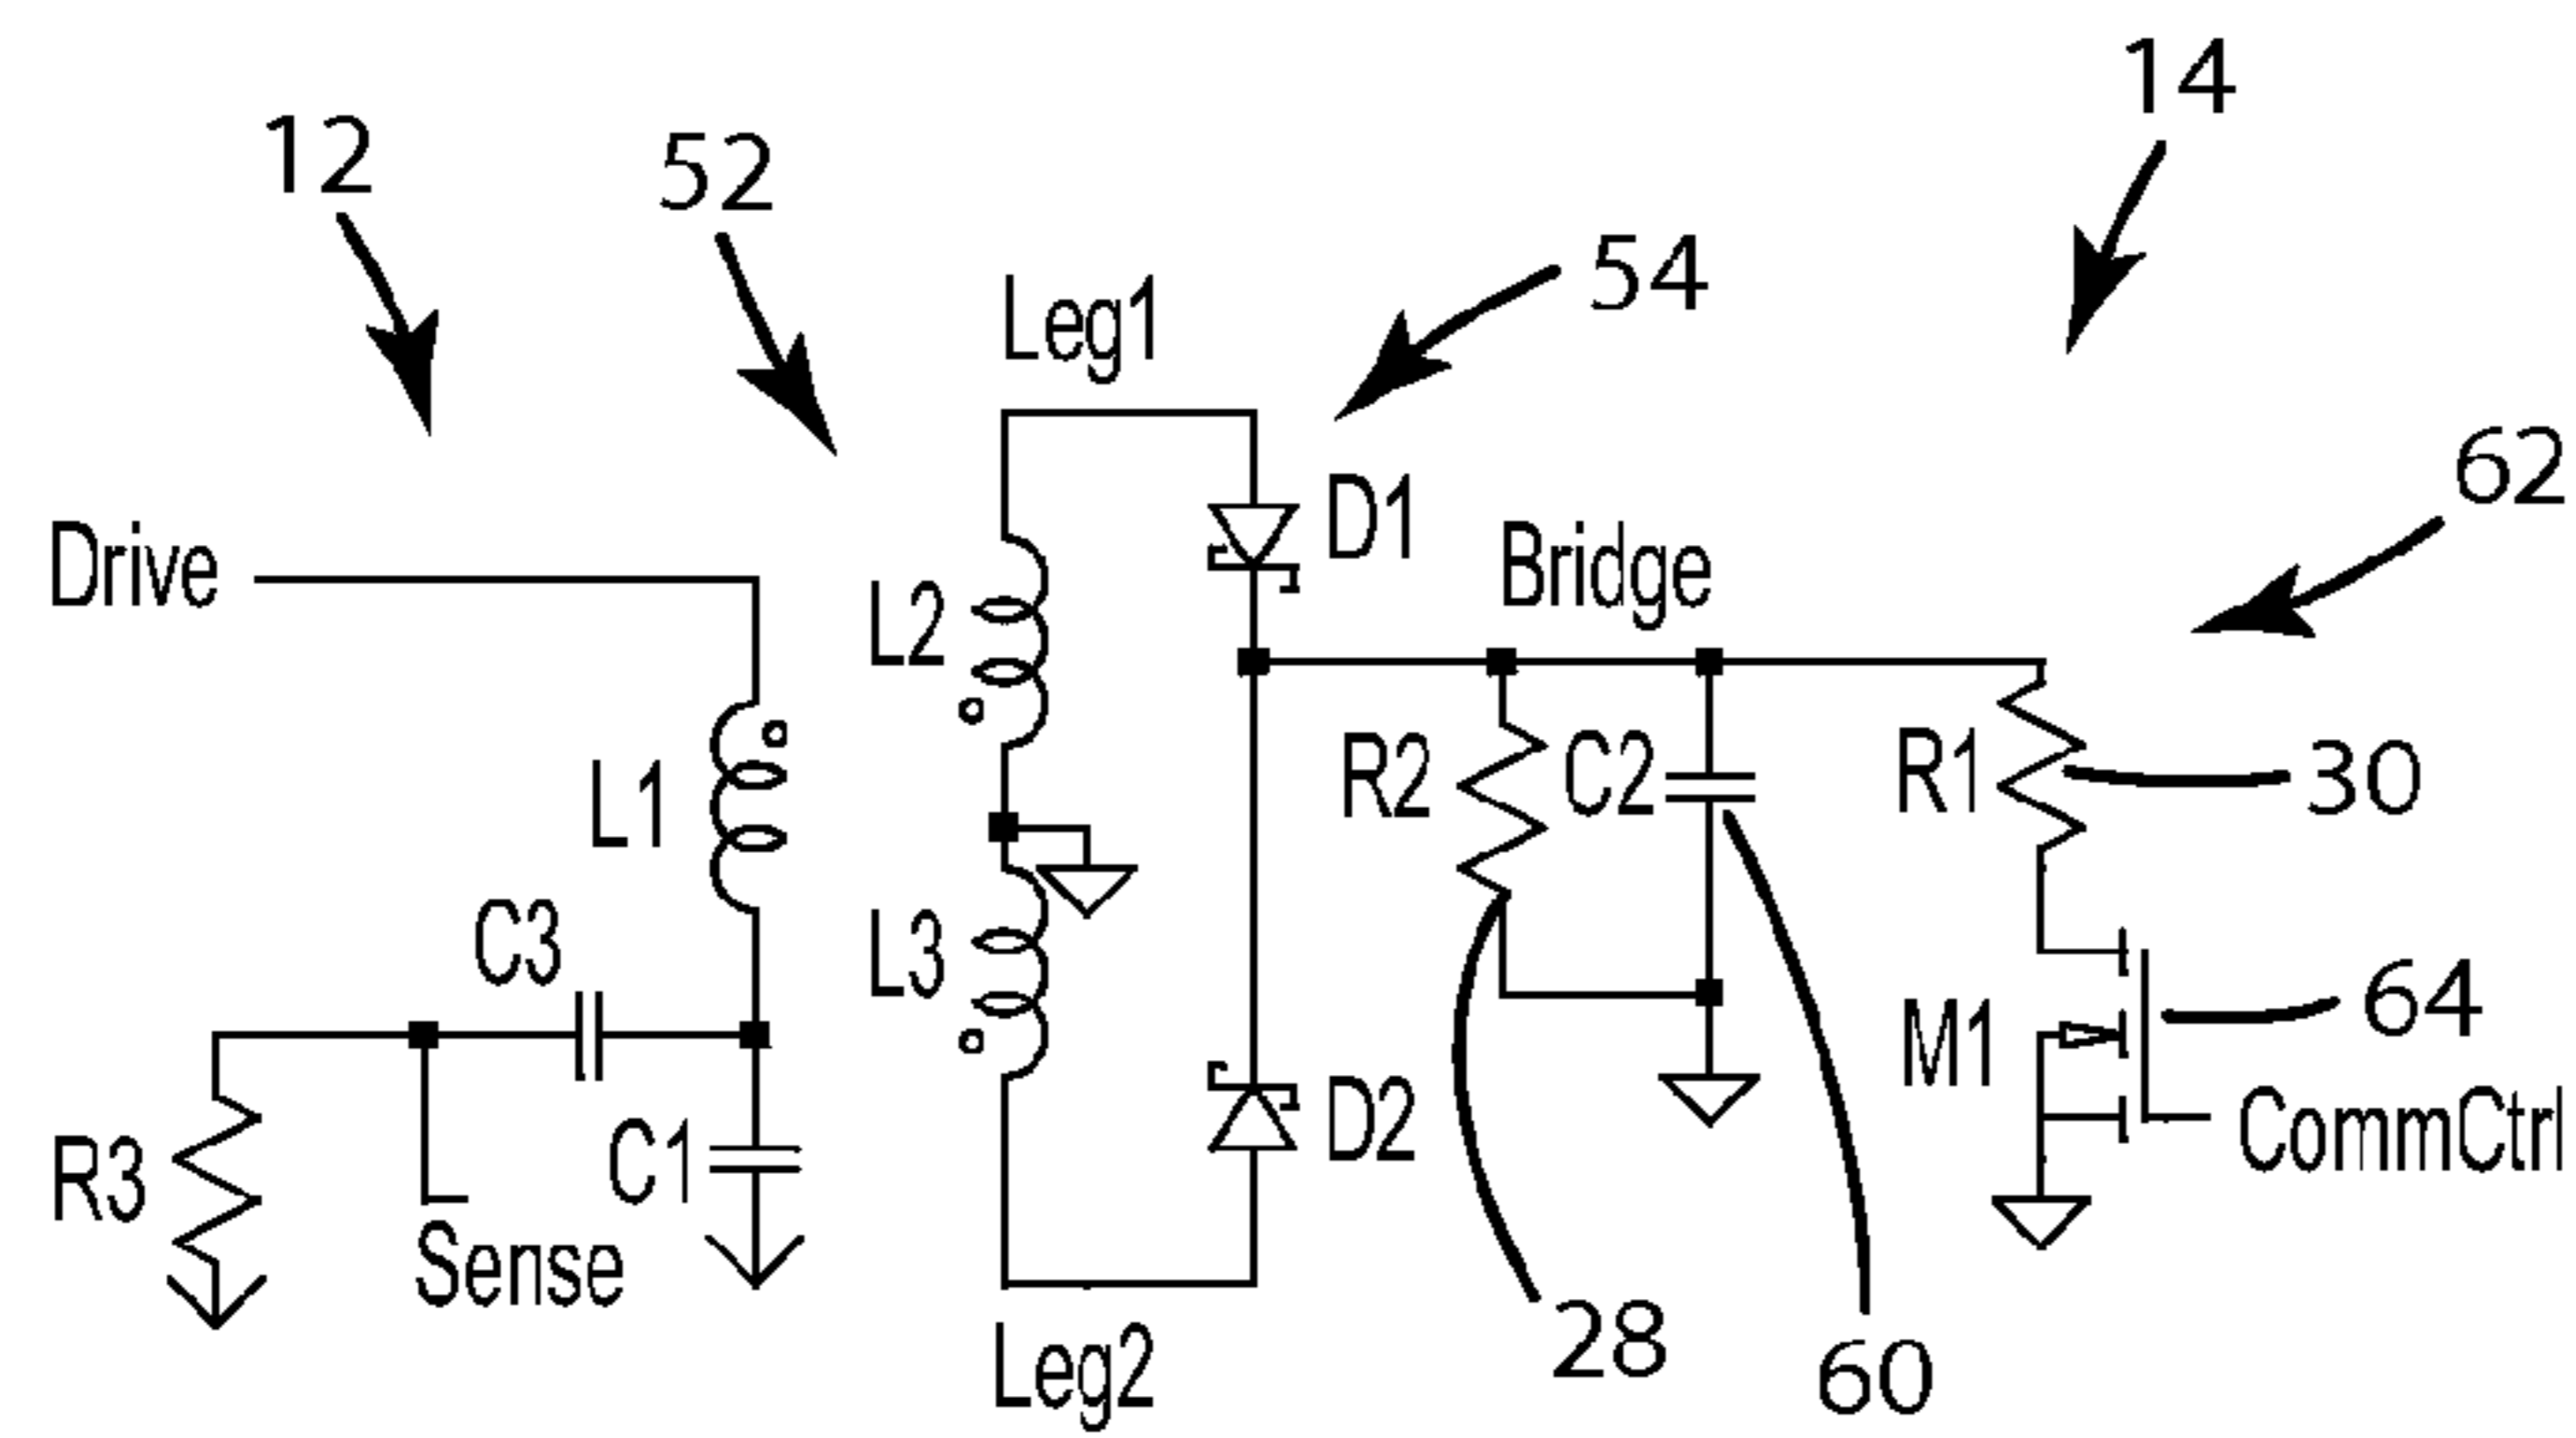 14
12
52
54
Leg1
62
D1
Drive
Bridge
L2
R2
C2
R1
30
L1
C3
L3
64
M1
D2
CommCtrl
R3
C1
Sense
28
Leg2
60